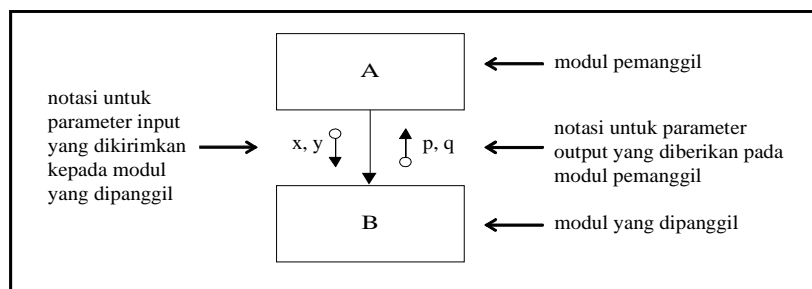 A
modul pemanggil
notasi untuk
parameter input
yang dikirimkan
kepada modul
yang dipanggil
x, y
p, q
notasi untuk parameter
output yang diberikan pada
modul pemanggil
B
modul yang dipanggil